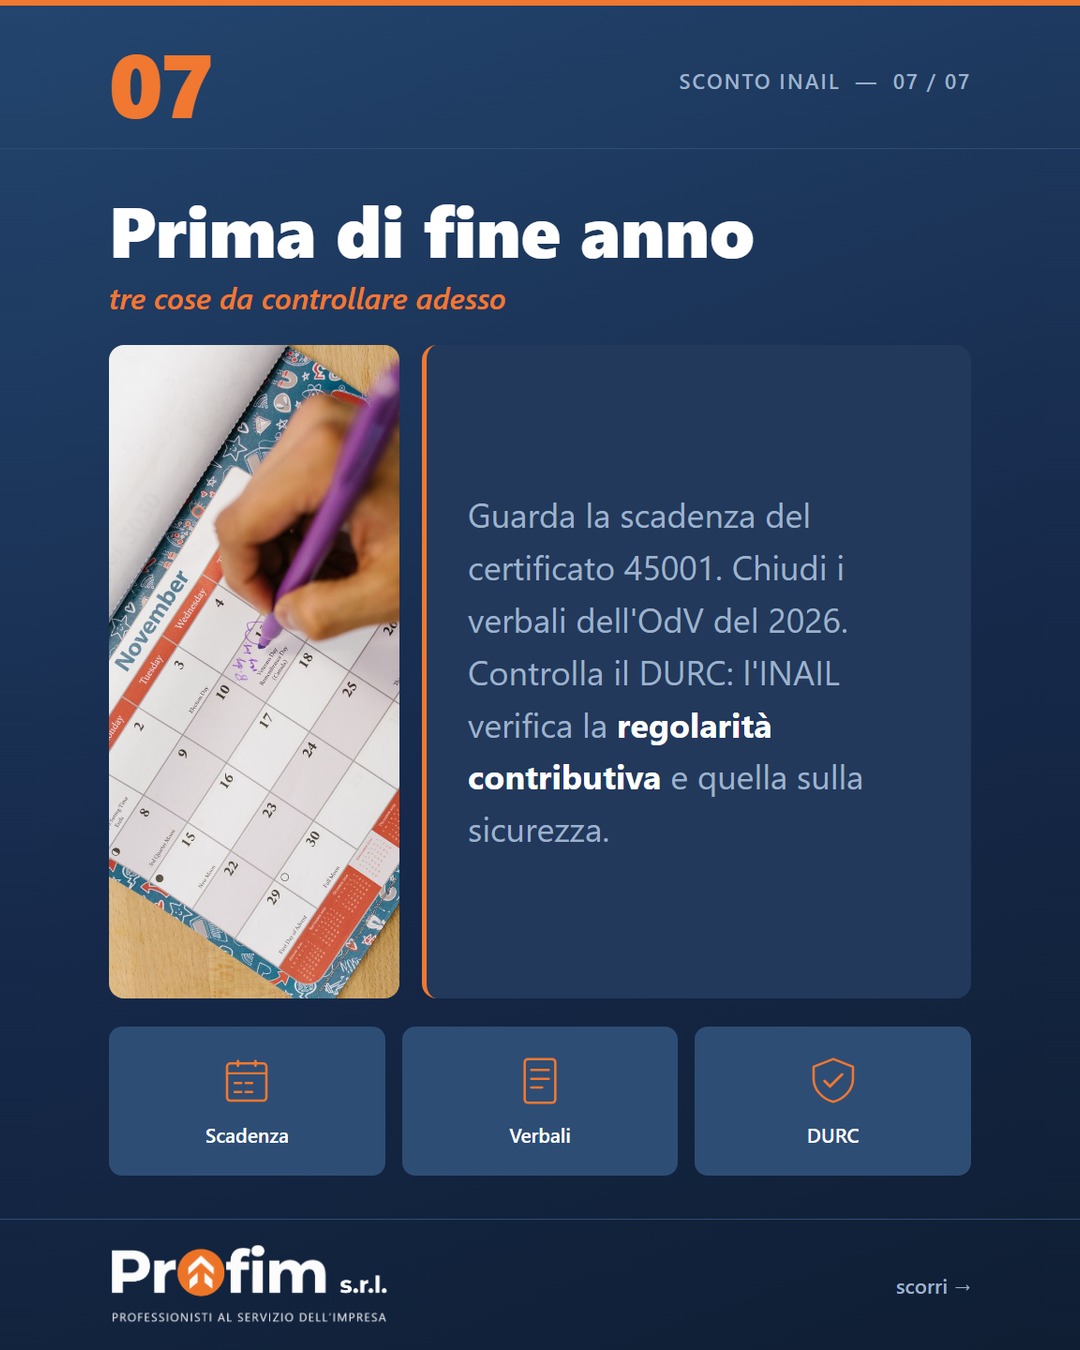 07
SCONTO INAIL — 07 / 07
Prima di fine anno
tre cose da controllare adesso
November
Tuesday
Wednesday
2
3
4
8
9
10
Election Day
15
16
17
18
22
23
24
25
29
30
Guarda la scadenza del
certificato 45001. Chiudi i
verbali dell'OdV del 2026.
Controlla il DURC: l'INAIL
verifica la regolarità
contributiva e quella sulla
sicurezza.
Scadenza
Verbali
DURC
Profim s.r.l.
PROFESSIONISTI AL SERVIZIO DELL'IMPRESA
scorri →